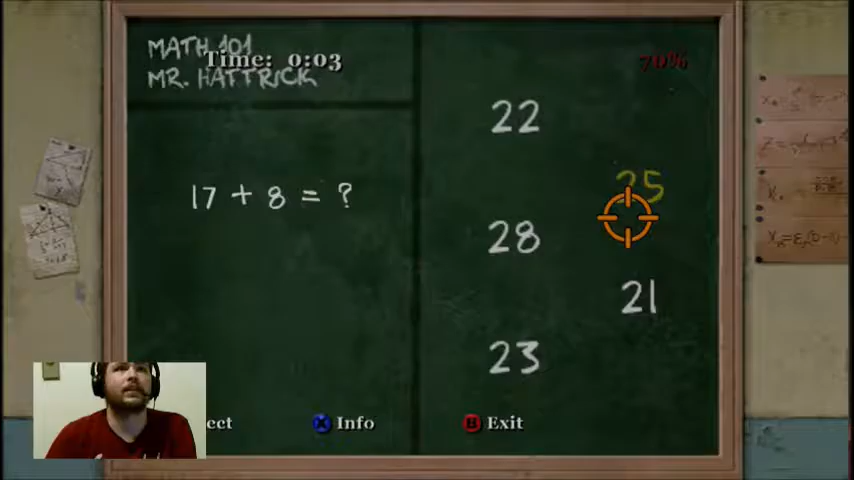 MATH 101
Time: 0:03
70%
MR. HATTRICK
22
25
17 + 8 = ?
28
21
23
ect
Info
B Exit